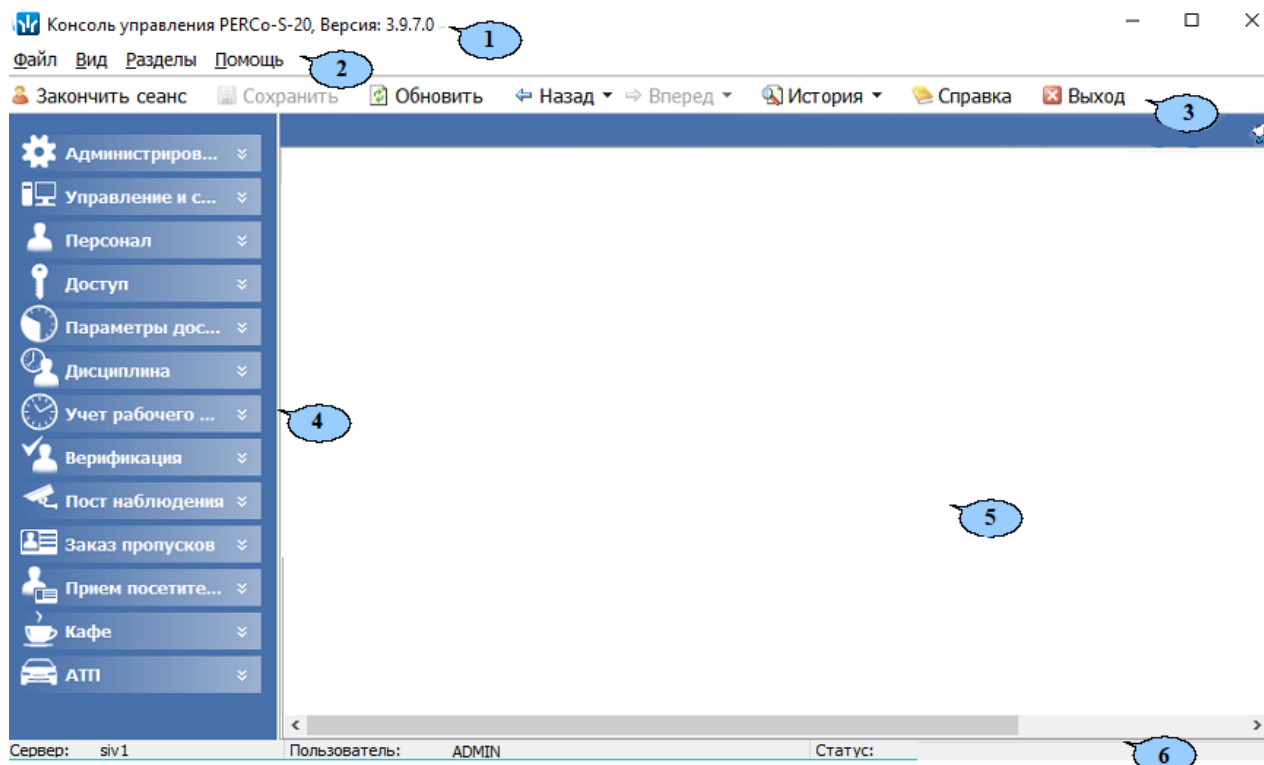 Консоль управления PERCo-S-20, Версия: 3.9.7.0
1
Файл Вид Разделы Помощь
2
Закончить сеанс Сохранить Обновить Назад Вперед История Справка Выход
3
Администриров...
Управление и с...
Персонал
Доступ
Параметры дос...
Дисциплина
Учет рабочего ...
4
Верификация
Пост наблюдения
5
Заказ пропусков
Прием посетите...
Кафе
АТП
Сервер: siv1 Пользователь: ADMIN Статус:
6